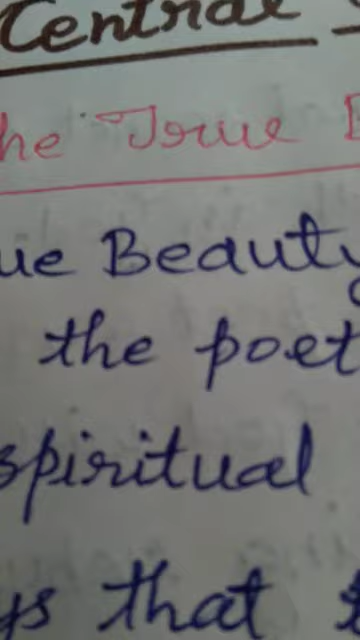 Central
he True B
ue Beauty
the poet
spiritual
ys that